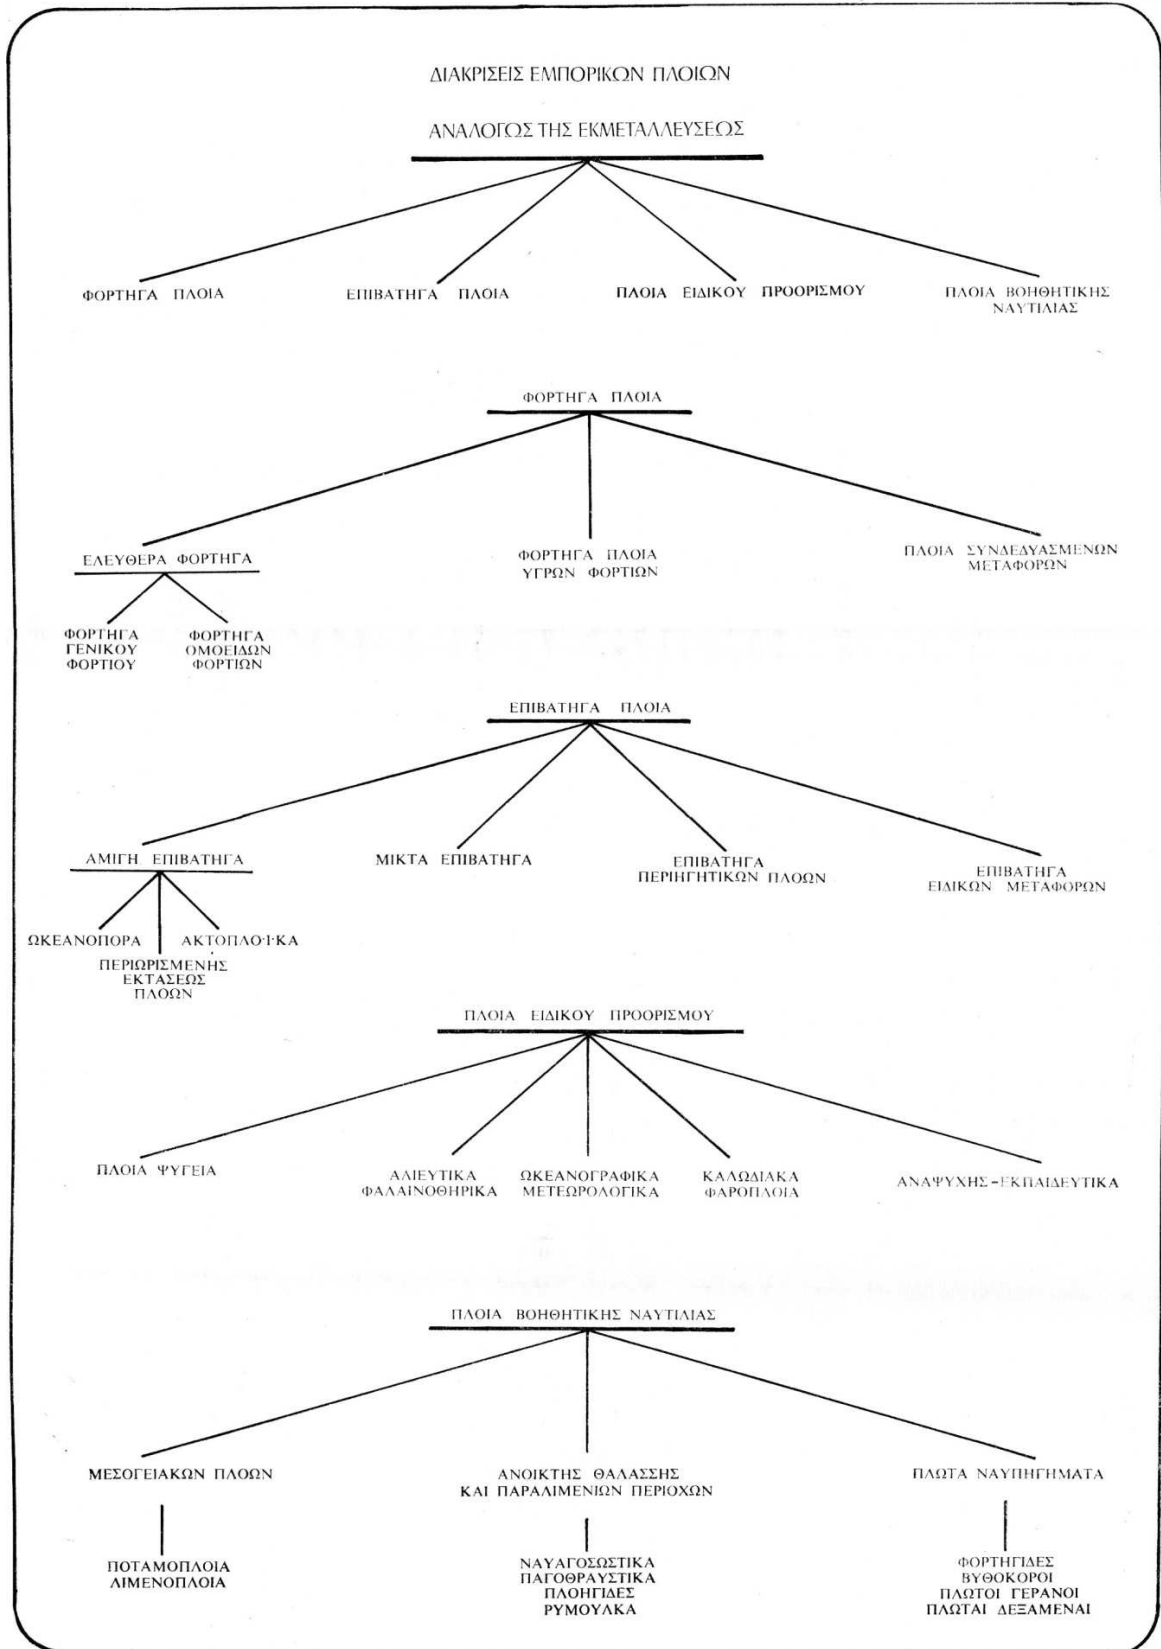 ΔΙΑΚΡΙΣΕΙΣ ΕΜΠΟΡΙΚΩΝ ΠΛΟΙΩΝ
ΑΝΑΛΟΓΩΣ ΤΗΣ ΕΚΜΕΤΑΛΛΕΥΣΕΩΣ
ΦΟΡΤΗΓΑ ΠΛΟΙΑ
ΕΠΙΒΑΤΗΓΑ ΠΛΟΙΑ
ΠΛΟΙΑ ΕΙΔΙΚΟΥ ΠΡΟΟΡΙΣΜΟΥ
ΠΛΟΙΑ ΒΟΗΘΗΤΙΚΗΣ
ΝΑΥΤΙΛΙΑΣ
ΦΟΡΤΗΓΑ ΠΛΟΙΑ
ΕΛΕΥΘΕΡΑ ΦΟΡΤΗΓΑ
ΦΟΡΤΗΓΑ
ΓΕΝΙΚΟΥ
ΦΟΡΤΙΟΥ
ΦΟΡΤΗΓΑ
ΟΜΟΕΙΔΩΝ
ΦΟΡΤΙΩΝ
ΦΟΡΤΗΓΑ ΠΛΟΙΑ
ΥΓΡΩΝ ΦΟΡΤΙΩΝ
ΠΛΟΙΑ ΣΥΝΔΕΔΥΑΣΜΕΝΩΝ
ΜΕΤΑΦΟΡΩΝ
ΕΠΙΒΑΤΗΓΑ ΠΛΟΙΑ
ΑΜΙΓΗ ΕΠΙΒΑΤΗΓΑ
ΩΚΕΑΝΟΠΟΡΑ
ΠΕΡΙΩΡΙΣΜΕΝΗΣ
ΕΚΤΑΣΕΩΣ
ΠΛΟΩΝ
ΑΚΤΟΠΛΟ·Ι·ΚΑ
ΜΙΚΤΑ ΕΠΙΒΑΤΗΓΑ
ΕΠΙΒΑΤΗΓΑ
ΠΕΡΙΗΓΗΤΙΚΩΝ ΠΛΟΩΝ
ΕΠΙΒΑΤΗΓΑ
ΕΙΔΙΚΩΝ ΜΕΤΑΦΟΡΩΝ
ΠΛΟΙΑ ΕΙΔΙΚΟΥ ΠΡΟΟΡΙΣΜΟΥ
ΠΛΟΙΑ ΨΥΓΕΙΑ
ΑΛΙΕΥΤΙΚΑ
ΦΑΛΑΙΝΟΘΗΡΙΚΑ
ΩΚΕΑΝΟΓΡΑΦΙΚΑ
ΜΕΤΕΩΡΟΛΟΓΙΚΑ
ΚΑΛΩΔΙΑΚΑ
ΦΑΡΟΠΛΟΙΑ
ΑΝΑΨΥΧΗΣ-ΕΚΠΑΙΔΕΥΤΙΚΑ
ΠΛΟΙΑ ΒΟΗΘΗΤΙΚΗΣ ΝΑΥΤΙΛΙΑΣ
ΜΕΣΟΓΕΙΑΚΩΝ ΠΛΟΩΝ
ΠΟΤΑΜΟΠΛΟΙΑ
ΛΙΜΕΝΟΠΛΟΙΑ
ΑΝΟΙΚΤΗΣ ΘΑΛΑΣΣΗΣ
ΚΑΙ ΠΑΡΑΛΙΜΕΝΙΩΝ ΠΕΡΙΟΧΩΝ
ΝΑΥΑΓΟΣΩΣΤΙΚΑ
ΠΑΓΟΘΡΑΥΣΤΙΚΑ
ΠΛΟΗΓΙΔΕΣ
ΡΥΜΟΥΛΚΑ
ΠΛΩΤΑ ΝΑΥΠΗΓΗΜΑΤΑ
ΦΟΡΤΗΓΙΔΕΣ
ΒΥΘΟΚΟΡΟΙ
ΠΛΩΤΟΙ ΓΕΡΑΝΟΙ
ΠΛΩΤΑΙ ΔΕΞΑΜΕΝΑΙ